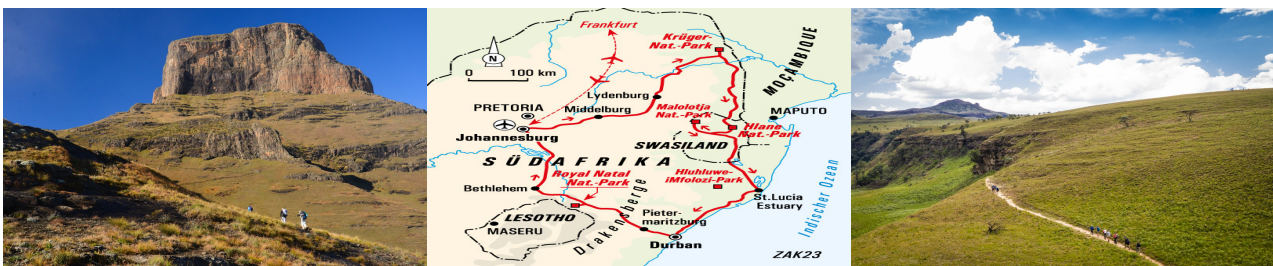 Frankfurt
Krüger-
Nat.-Park
MOÇAMBIQUE
N
0 100 km
Lydenburg
PRETORIA
Middelburg
Malolotja
Nat.-Park
MAPUTO
Johannesburg
Hlane
Nat.-Park
SWASILAND
SÜDAFRIKA
Royal Natal
Nat.-Park
Hluhluwe-
iMfolozi-Park
Bethlehem
St.Lucia
Estuary
Indischer Ozean
LESOTHO
MASERU
Drakensberge
Pieter-
maritzburg
Durban
ZAK23